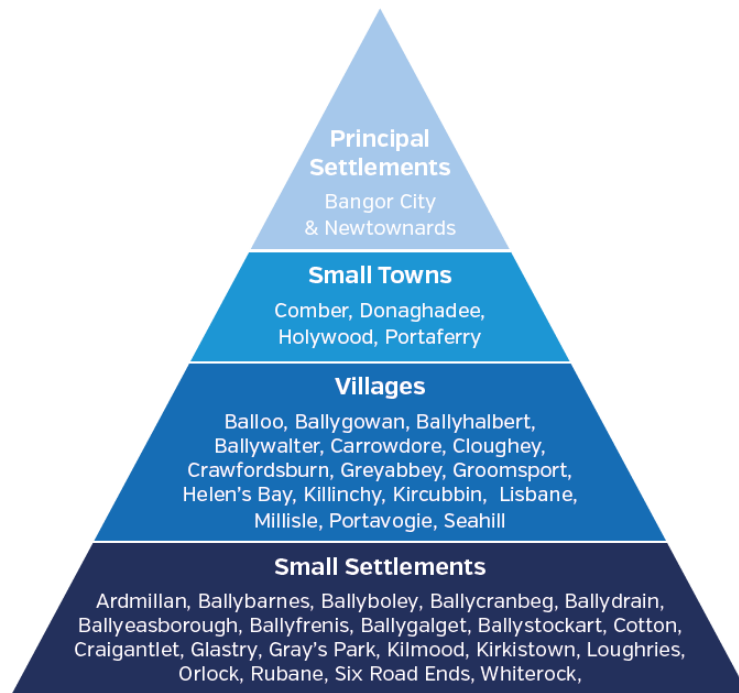 Principal
Settlements
Bangor City
& Newtownards
Small Towns
Comber, Donaghadee,
Holywood, Portaferry
Villages
Balloo, Ballygowan, Ballyhalbert,
Ballywalter, Carrowdore, Cloughey,
Crawfordsburn, Greyabbey, Groomsport,
Helen's Bay, Killinchy, Kircubbin, Lisbane,
Millisle, Portavogie, Seahill
Small Settlements
Ardmillan, Ballybarnes, Ballyboley, Ballycranbeg, Ballydrain,
Ballyeasborough, Ballyfrenis, Ballygalget, Ballystockart, Cotton,
Craigantlet, Glastry, Gray's Park, Kilmood, Kirkistown, Loughries,
Orlock, Rubane, Six Road Ends, Whiterock,